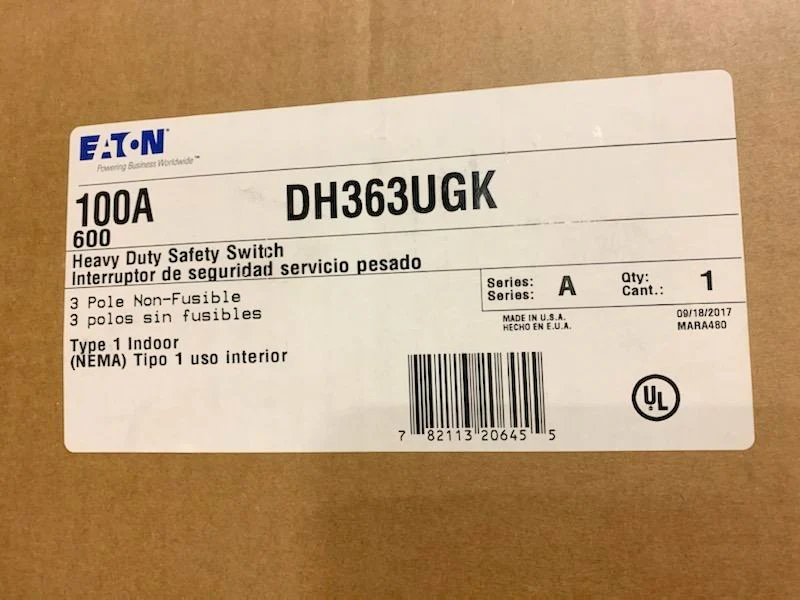 EATON
Powering Business Worldwide™
100A DH363UGK
600
Heavy Duty Safety Switch
Interruptor de seguridad servicio pesado
3 Pole Non-Fusible
3 polos sin fusibles
Type 1 Indoor
(NEMA) Tipo 1 uso interior
Series: A Qty: 1
Series: Cant.:
MADE IN U.S.A. 09/18/2017
HECHO EN E.U.A. MARA480
7 82113 20645 5
UL